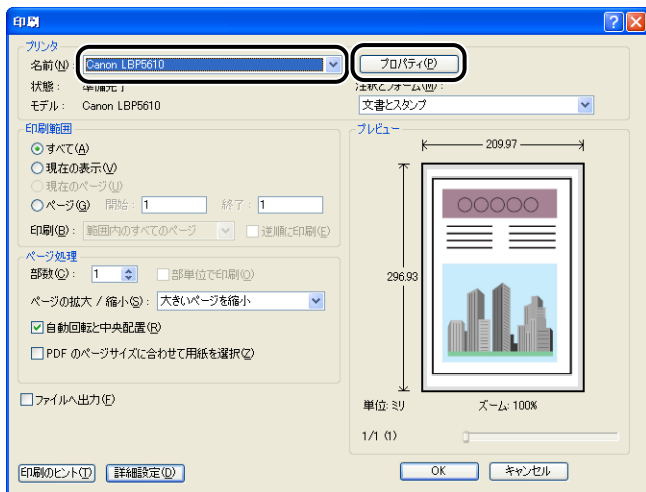 印刷
プリンタ
名前(N): Canon LBP5610 プロパティ(P)
状態: 準備完了 注釈とフォーム(M):
モデル: Canon LBP5610 文書とスタンプ
印刷範囲
すべて(A)
現在の表示(V)
現在のページ(U)
ページ(G) 開始: 1 終了: 1
印刷(B): 範囲内のすべてのページ 逆順に印刷(E)
ページ処理
部数(C): 1 部単位で印刷(O)
ページの拡大 / 縮小(S): 大きいページを縮小
自動回転と中央配置(R)
PDF のページサイズに合わせて用紙を選択(Z)
ファイルへ出力(F)
プレビュー
209.97
296.93
単位: ミリ ズーム: 100%
1/1 (1)
印刷のヒント(T) 詳細設定(D) OK キャンセル